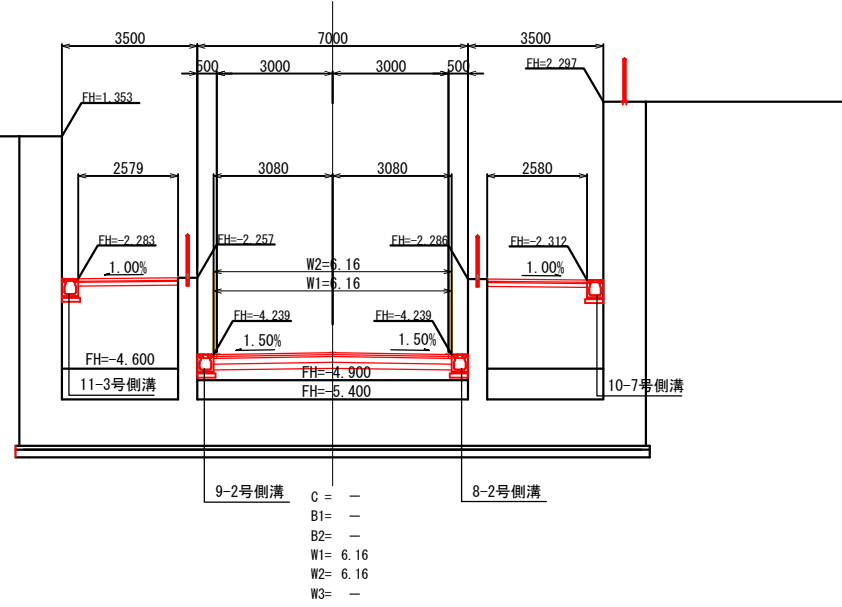 3500 7000 3500
500 3000 3000 500 FH=2.297
FH=1.353
2579 3080 3080 2580
FH=-2.283 FH=-2.257 FH=-2.286 FH=-2.312
1.00% W2=6.16 1.00%
W1=6.16
FH=-4.239 FH=-4.239
1.50% 1.50%
FH=-4.600 FH=-4.900
11-3号側溝 FH=-5.400 10-7号側溝
9-2号側溝 8-2号側溝
C = −
B1= −
B2= −
W1= 6.16
W2= 6.16
W3= −